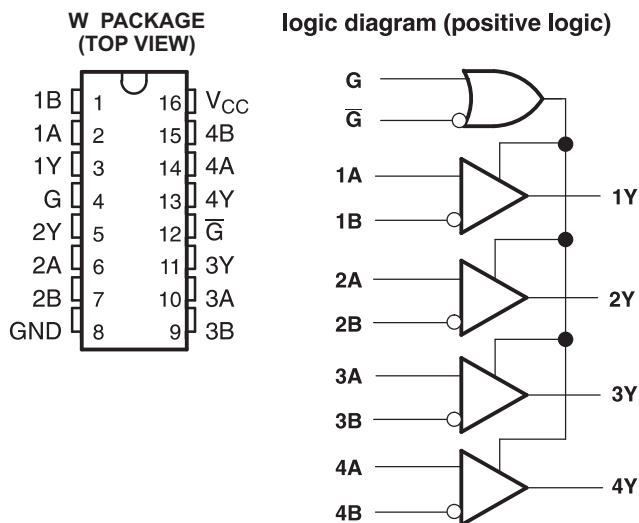 W PACKAGE
(TOP VIEW)
1B 1 16 VCC
1A 2 15 4B
1Y 3 14 4A
G 4 13 4Y
2Y 5 12 G̅
2A 6 11 3Y
2B 7 10 3A
GND 8 9 3B
logic diagram (positive logic)
G
G̅
1A
1B
1Y
2A
2B
2Y
3A
3B
3Y
4A
4B
4Y